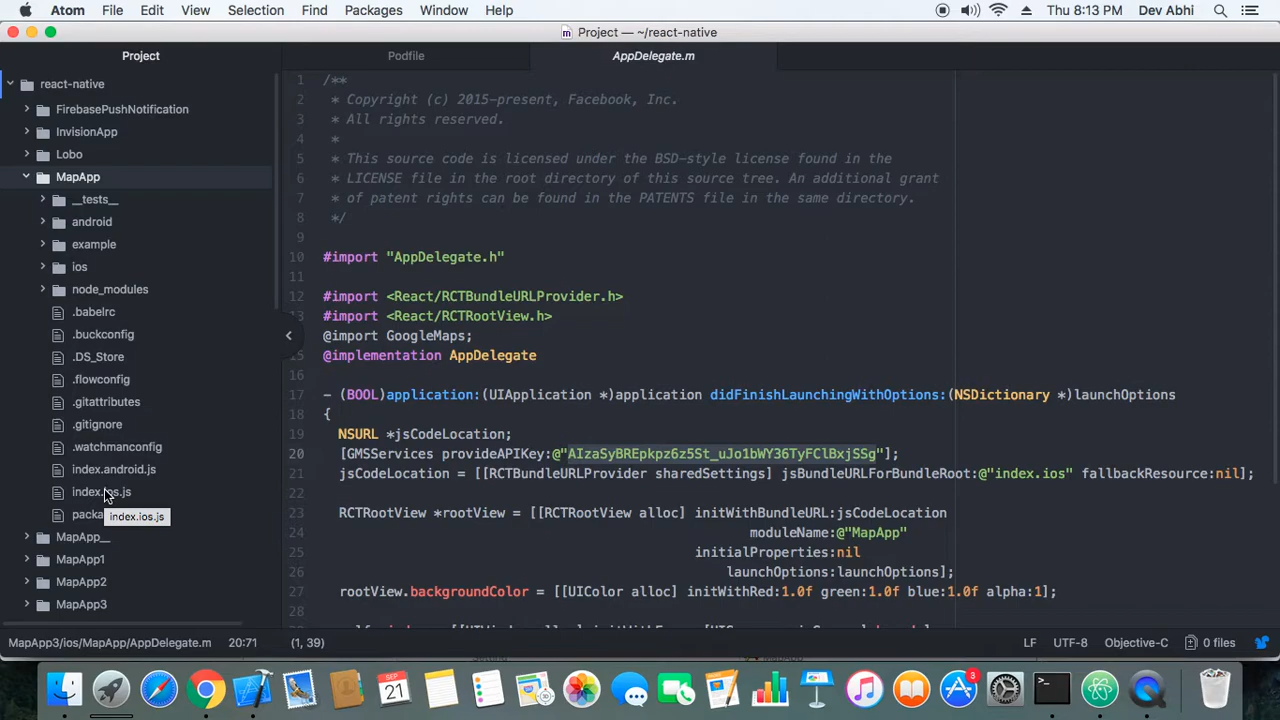 Atom File Edit View Selection Find Packages Window Help Thu 8:13 PM Dev Abhi
Project — ~/react-native
Project Podfile AppDelegate.m
react-native
FirebasePushNotification
InvisionApp
Lobo
MapApp
__tests__
android
example
ios
node_modules
.babelrc
.buckconfig
.DS_Store
.flowconfig
.gitattributes
.gitignore
.watchmanconfig
index.android.js
index.ios.js
index.ios.js
MapApp__
MapApp1
MapApp2
MapApp3
1 /**
2 * Copyright (c) 2015-present, Facebook, Inc.
3 * All rights reserved.
4 *
5 * This source code is licensed under the BSD-style license found in the
6 * LICENSE file in the root directory of this source tree. An additional grant
7 * of patent rights can be found in the PATENTS file in the same directory.
8 */
9
10 #import "AppDelegate.h"
11
12 #import <React/RCTBundleURLProvider.h>
13 #import <React/RCTRootView.h>
@import GoogleMaps;
15 @implementation AppDelegate
16
17 - (BOOL)application:(UIApplication *)application didFinishLaunchingWithOptions:(NSDictionary *)launchOptions
18 {
19 NSURL *jsCodeLocation;
20 [GMSServices provideAPIKey:@"AIzaSyBREpkpz6z5St_uJo1bWY36TyFClBxjSSg"];
21 jsCodeLocation = [[RCTBundleURLProvider sharedSettings] jsBundleURLForBundleRoot:@"index.ios" fallbackResource:nil];
22
23 RCTRootView *rootView = [[RCTRootView alloc] initWithBundleURL:jsCodeLocation
24 moduleName:@"MapApp"
25 initialProperties:nil
26 launchOptions:launchOptions];
27 rootView.backgroundColor = [[UIColor alloc] initWithRed:1.0f green:1.0f blue:1.0f alpha:1];
MapApp3/ios/MapApp/AppDelegate.m 20:71 (1, 39) LF UTF-8 Objective-C 0 files
SEP
21
3